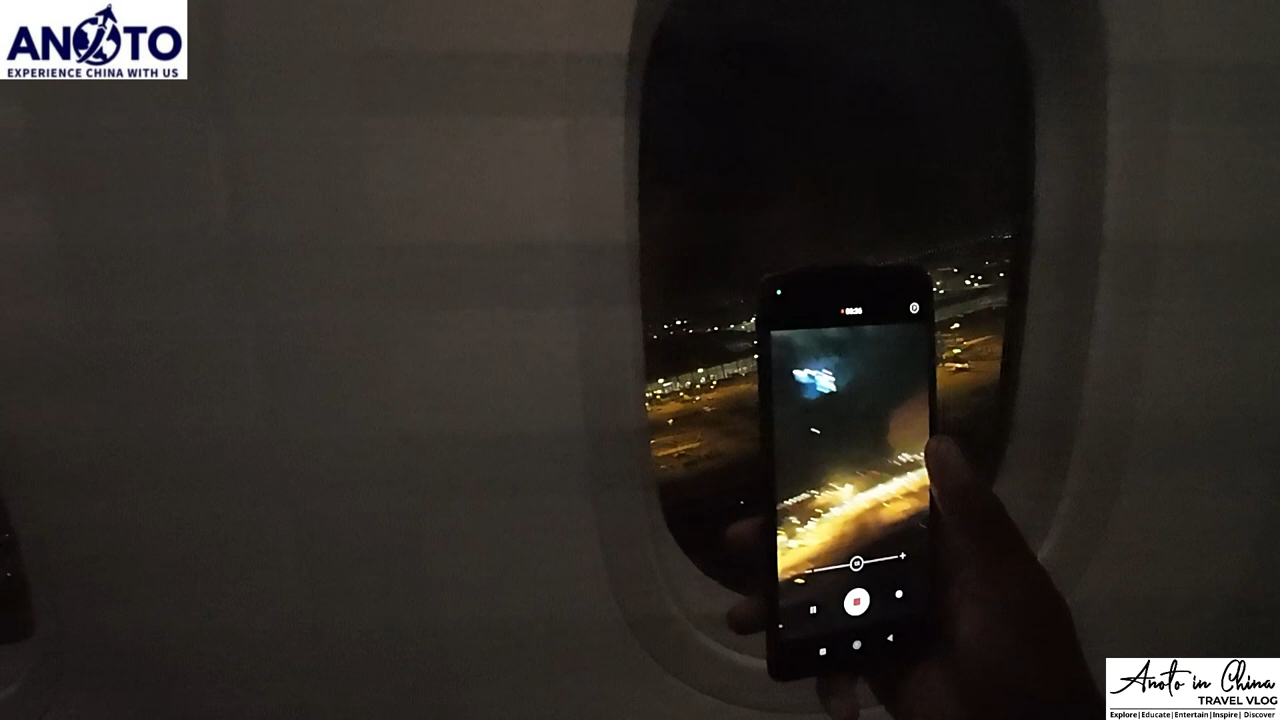 ANOTO
EXPERIENCE CHINA WITH US
Anoto in China
TRAVEL VLOG
Explore|Educate|Entertain|Inspire| Discover